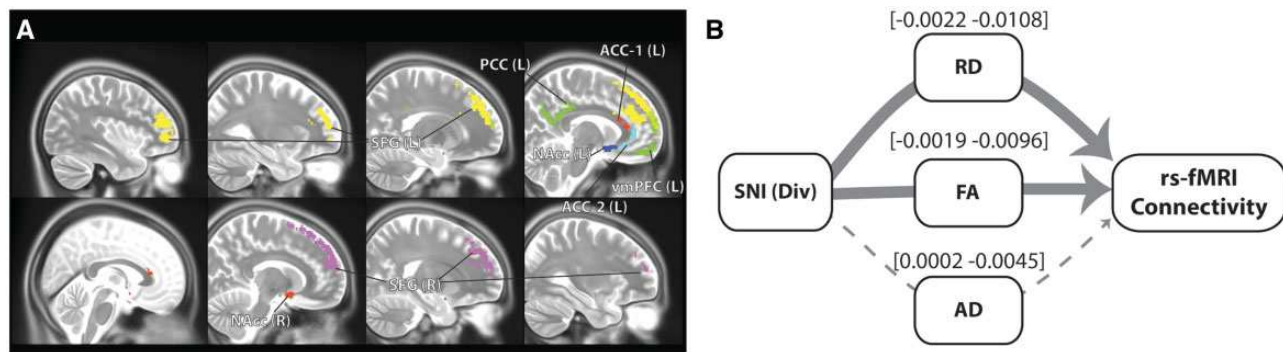 A
PCC (L)
ACC-1 (L)
SFG (L)
NAcc (L)
vmPFC (L)
ACC-2 (L)
SFG (R)
NAcc (R)
B
[-0.0022 -0.0108]
RD
[-0.0019 -0.0096]
SNI (Div)
FA
rs-fMRI
Connectivity
[0.0002 -0.0045]
AD